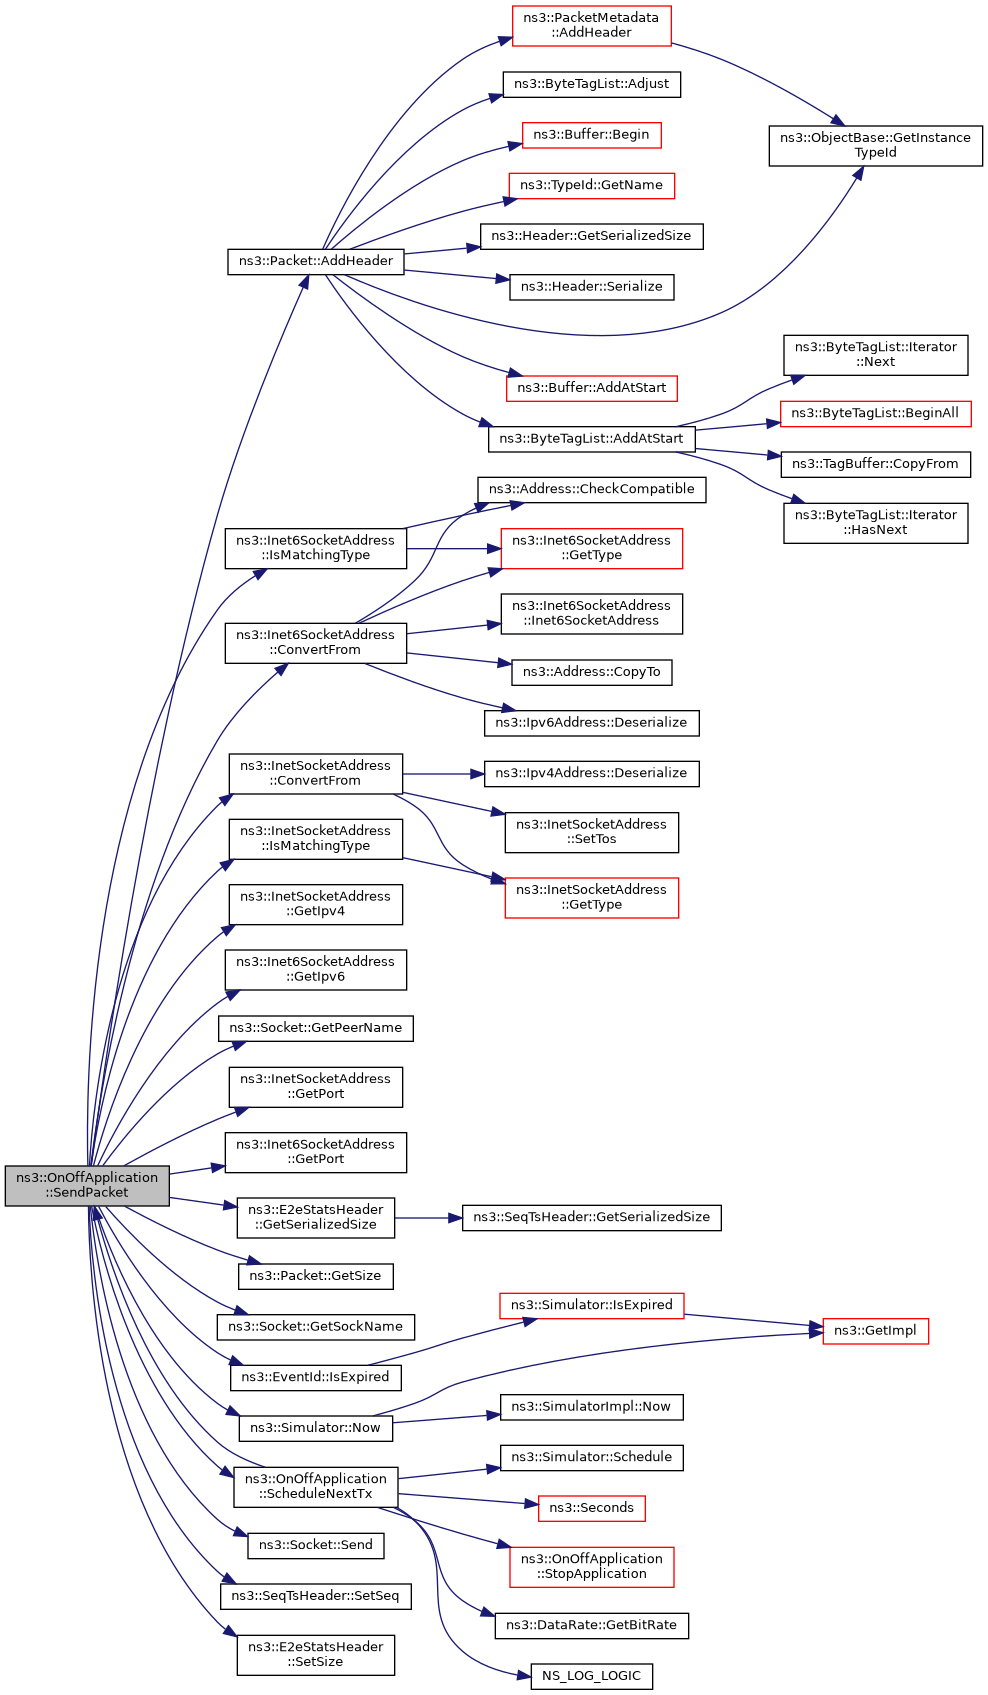 ns3::PacketMetadata
::AddHeader
ns3::ByteTagList::Adjust
ns3::Buffer::Begin
ns3::ObjectBase::GetInstance
TypeId
ns3::TypeId::GetName
ns3::Header::GetSerializedSize
ns3::Packet::AddHeader
ns3::Header::Serialize
ns3::ByteTagList::Iterator
::Next
ns3::Buffer::AddAtStart
ns3::ByteTagList::BeginAll
ns3::ByteTagList::AddAtStart
ns3::TagBuffer::CopyFrom
ns3::Address::CheckCompatible
ns3::ByteTagList::Iterator
::HasNext
ns3::Inet6SocketAddress
::IsMatchingType
ns3::Inet6SocketAddress
::GetType
ns3::Inet6SocketAddress
::Inet6SocketAddress
ns3::Inet6SocketAddress
::ConvertFrom
ns3::Address::CopyTo
ns3::Ipv6Address::Deserialize
ns3::InetSocketAddress
::ConvertFrom
ns3::Ipv4Address::Deserialize
ns3::InetSocketAddress
::SetTos
ns3::InetSocketAddress
::IsMatchingType
ns3::InetSocketAddress
::GetType
ns3::InetSocketAddress
::GetIpv4
ns3::Inet6SocketAddress
::GetIpv6
ns3::Socket::GetPeerName
ns3::InetSocketAddress
::GetPort
ns3::Inet6SocketAddress
::GetPort
ns3::OnOffApplication
::SendPacket
ns3::E2eStatsHeader
::GetSerializedSize
ns3::SeqTsHeader::GetSerializedSize
ns3::Packet::GetSize
ns3::Socket::GetSockName
ns3::Simulator::IsExpired
ns3::GetImpl
ns3::EventId::IsExpired
ns3::Simulator::Now
ns3::SimulatorImpl::Now
ns3::Simulator::Schedule
ns3::OnOffApplication
::ScheduleNextTx
ns3::Seconds
ns3::Socket::Send
ns3::OnOffApplication
::StopApplication
ns3::SeqTsHeader::SetSeq
ns3::DataRate::GetBitRate
ns3::E2eStatsHeader
::SetSize
NS_LOG_LOGIC